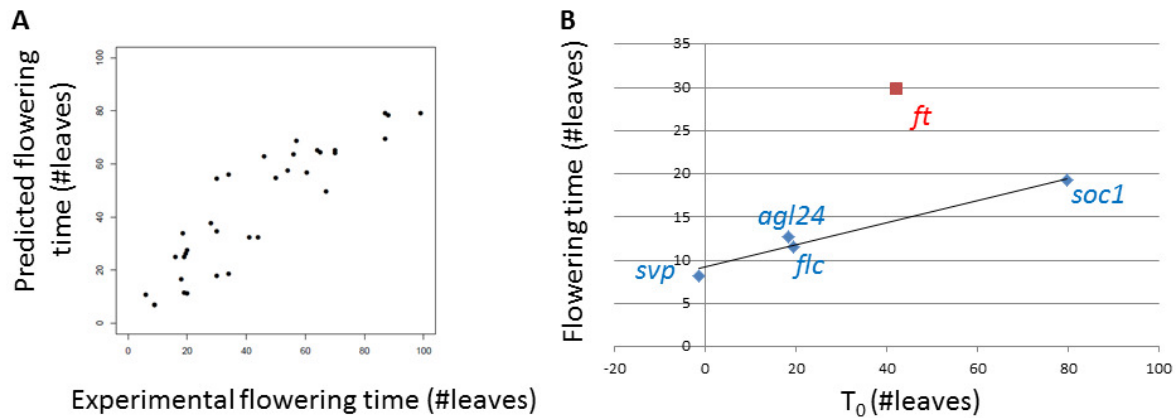 A
Predicted flowering
time (#leaves)
100
80
60
40
20
0
0 20 40 60 80 100
Experimental flowering time (#leaves)
B
Flowering time (#leaves)
35
30
25
20
15
10
5
0
ft
soc1
agl24
flc
svp
-20 0 20 40 60 80 100
T0 (#leaves)